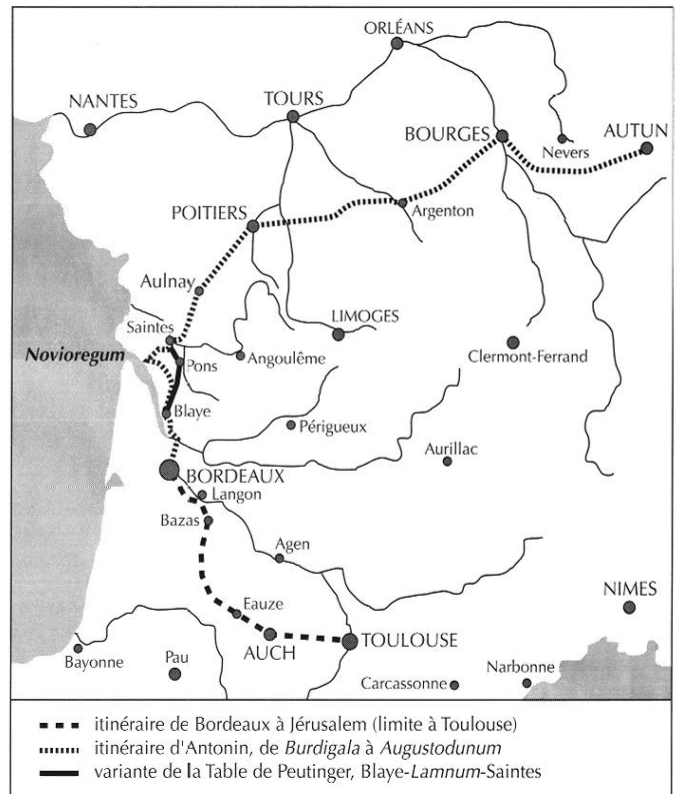 ORLÉANS
NANTES
TOURS
BOURGES
AUTUN
Nevers
Argenton
POITIERS
Aulnay
Saintes
LIMOGES
Novioregum
Pons
Angoulême
Clermont-Ferrand
Blaye
Périgueux
Aurillac
BORDEAUX
Langon
Bazas
Agen
NIMES
Eauze
AUCH
TOULOUSE
Bayonne
Pau
Narbonne
Carcassonne
itinéraire de Bordeaux à Jérusalem (limite à Toulouse)
itinéraire d'Antonin, de Burdigala à Augustodunum
variante de la Table de Peutinger, Blaye-Lamnum-Saintes